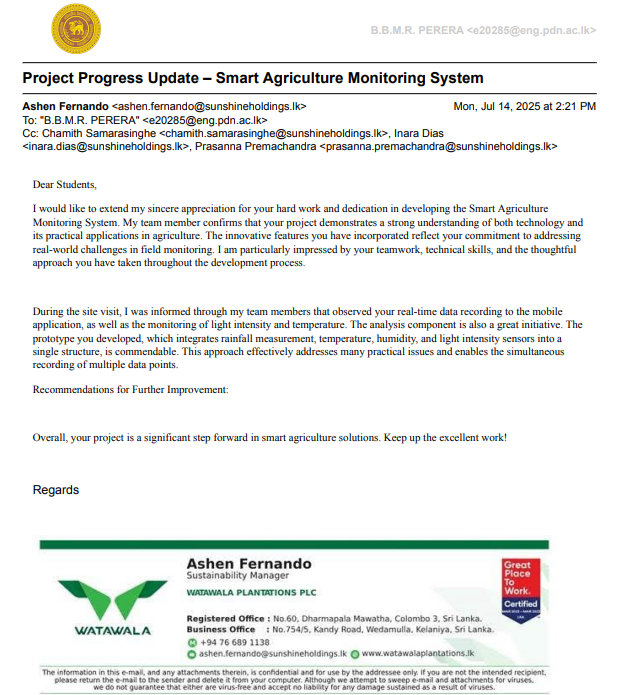 B.B.M.R. PERERA <e20285@eng.pdn.ac.lk>
Project Progress Update – Smart Agriculture Monitoring System
Ashen Fernando <ashen.fernando@sunshineholdings.lk>
Mon, Jul 14, 2025 at 2:21 PM
To: "B.B.M.R. PERERA" <e20285@eng.pdn.ac.lk>
Cc: Chamith Samarasinghe <chamith.samarasinghe@sunshineholdings.lk>, Inara Dias
<inara.dias@sunshineholdings.lk>, Prasanna Premachandra <prasanna.premachandra@sunshineholdings.lk>
Dear Students,
I would like to extend my sincere appreciation for your hard work and dedication in developing the Smart Agriculture
Monitoring System. My team member confirms that your project demonstrates a strong understanding of both technology and
its practical applications in agriculture. The innovative features you have incorporated reflect your commitment to addressing
real-world challenges in field monitoring. I am particularly impressed by your teamwork, technical skills, and the thoughtful
approach you have taken throughout the development process.
During the site visit, I was informed through my team members that observed your real-time data recording to the mobile
application, as well as the monitoring of light intensity and temperature. The analysis component is also a great initiative. The
prototype you developed, which integrates rainfall measurement, temperature, humidity, and light intensity sensors into a
single structure, is commendable. This approach effectively addresses many practical issues and enables the simultaneous
recording of multiple data points.
Recommendations for Further Improvement:
Overall, your project is a significant step forward in smart agriculture solutions. Keep up the excellent work!
Regards
WATAWALA
Ashen Fernando
Sustainability Manager
WATAWALA PLANTATIONS PLC
Registered Office : No.60, Dharmapala Mawatha, Colombo 3, Sri Lanka.
Business Office : No.754/5, Kandy Road, Wedamulla, Kelaniya, Sri Lanka.
+94 76 689 1138
ashen.fernando@sunshineholdings.lk www.watawalaplantations.lk
Great
Place
To
Work.
Certified
The information in this e-mail, and any attachments therein, is confidential and for use by the addressee only. If you are not the intended recipient,
please return the e-mail to the sender and delete it from your computer. Although we attempt to sweep e-mail and attachments for viruses,
we do not guarantee that either are virus-free and accept no liability for any damage sustained as a result of viruses.